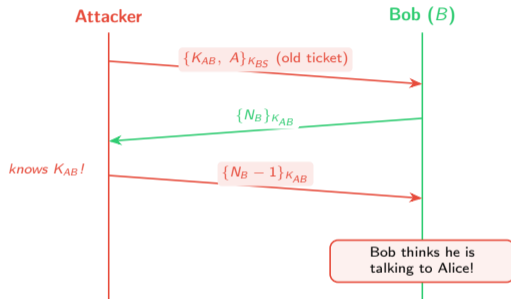 Attacker
Bob (B)
{K_AB, A}_K_BS (old ticket)
{N_B}_K_AB
knows K_AB!
{N_B − 1}_K_AB
Bob thinks he is
talking to Alice!